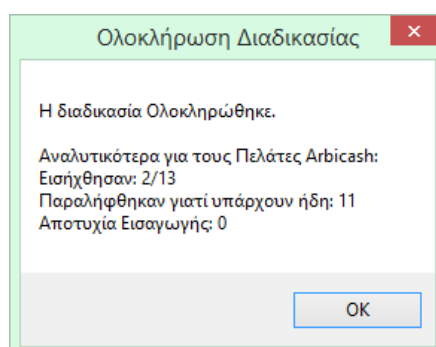 Ολοκλήρωση Διαδικασίας
Η διαδικασία Ολοκληρώθηκε.
Αναλυτικότερα για τους Πελάτες Arbicash:
Εισήχθησαν: 2/13
Παραλήφθηκαν γιατί υπάρχουν ήδη: 11
Αποτυχία Εισαγωγής: 0
OK